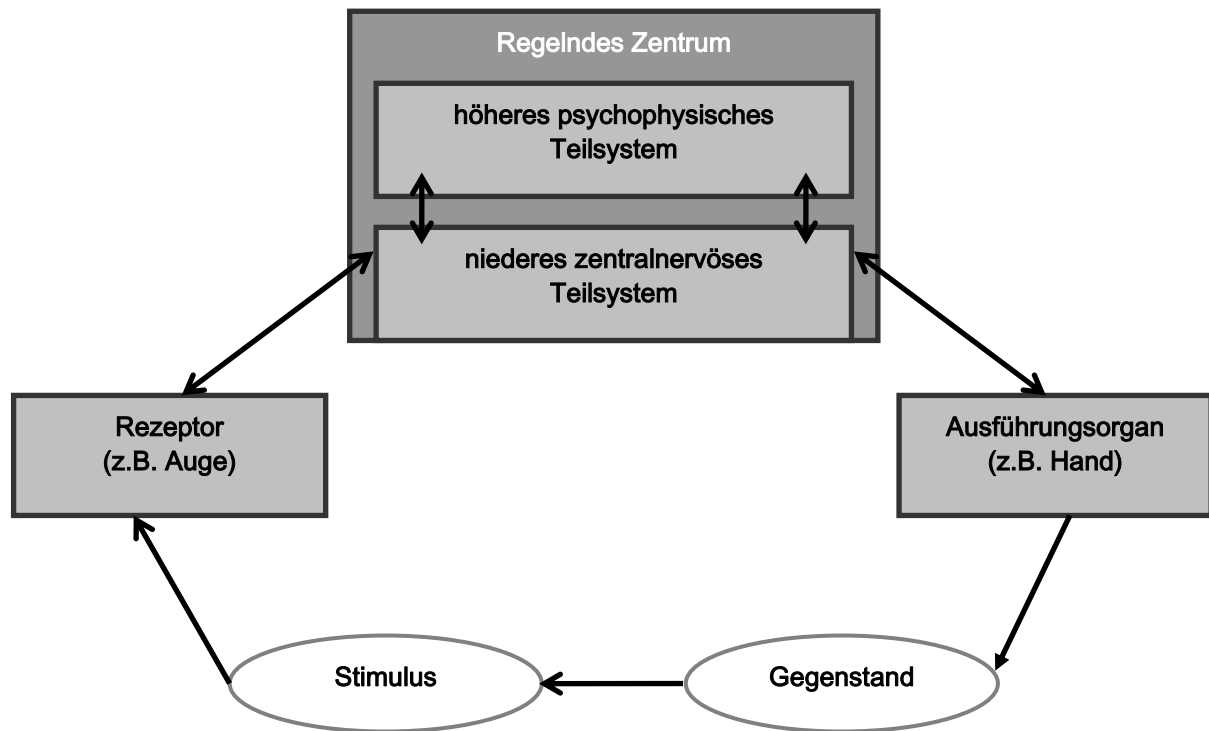 Regelndes Zentrum
höheres psychophysisches
Teilsystem
niederes zentralnervöses
Teilsystem
Rezeptor
(z.B. Auge)
Ausführungsorgan
(z.B. Hand)
Stimulus
Gegenstand